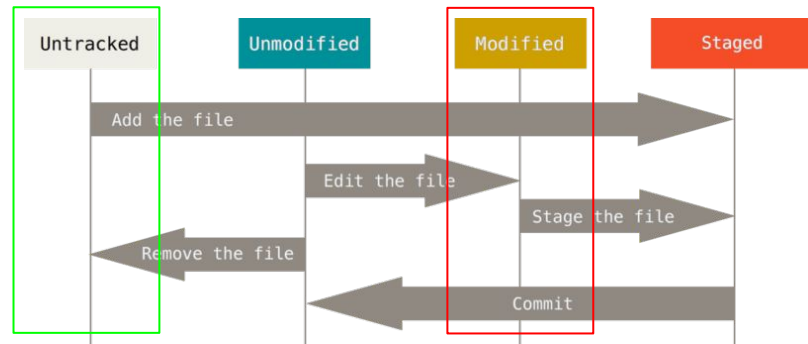 Untracked
Unmodified
Modified
Staged
Add the file
Edit the file
Stage the file
Remove the file
Commit